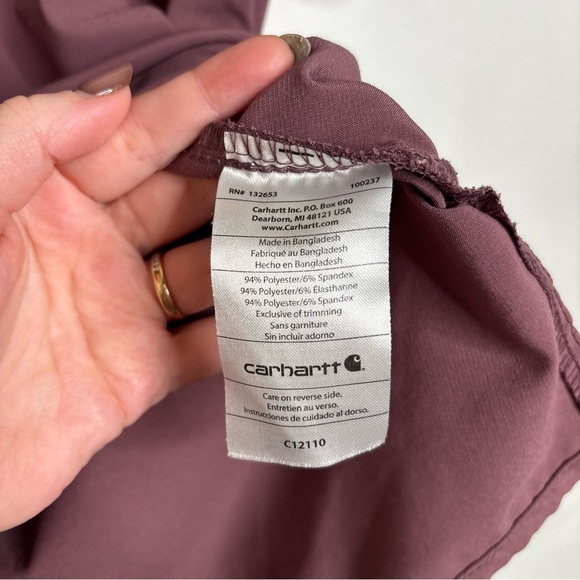 RN# 132653 100237
Carhartt Inc. P.O. Box 600
Dearborn, MI 48121 USA
www.Carhartt.com
Made in Bangladesh
Fabriqué au Bangladesh
Hecho en Bangladesh
94% Polyester/6% Spandex
94% Polyester/6% Élasthanne
94% Polyester/6% Spandex
Exclusive of trimming
Sans garniture
Sin incluir adorno
carhartt
Care on reverse side.
Entretien au verso.
Instrucciones de cuidado al dorso.
C12110